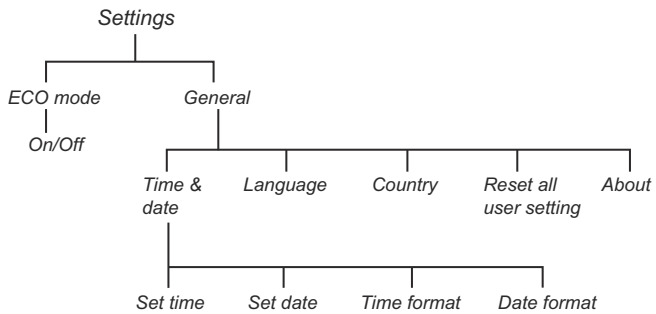 Settings
ECO mode
General
On/Off
Time &
date
Language
Country
Reset all
user setting
About
Set time
Set date
Time format
Date format